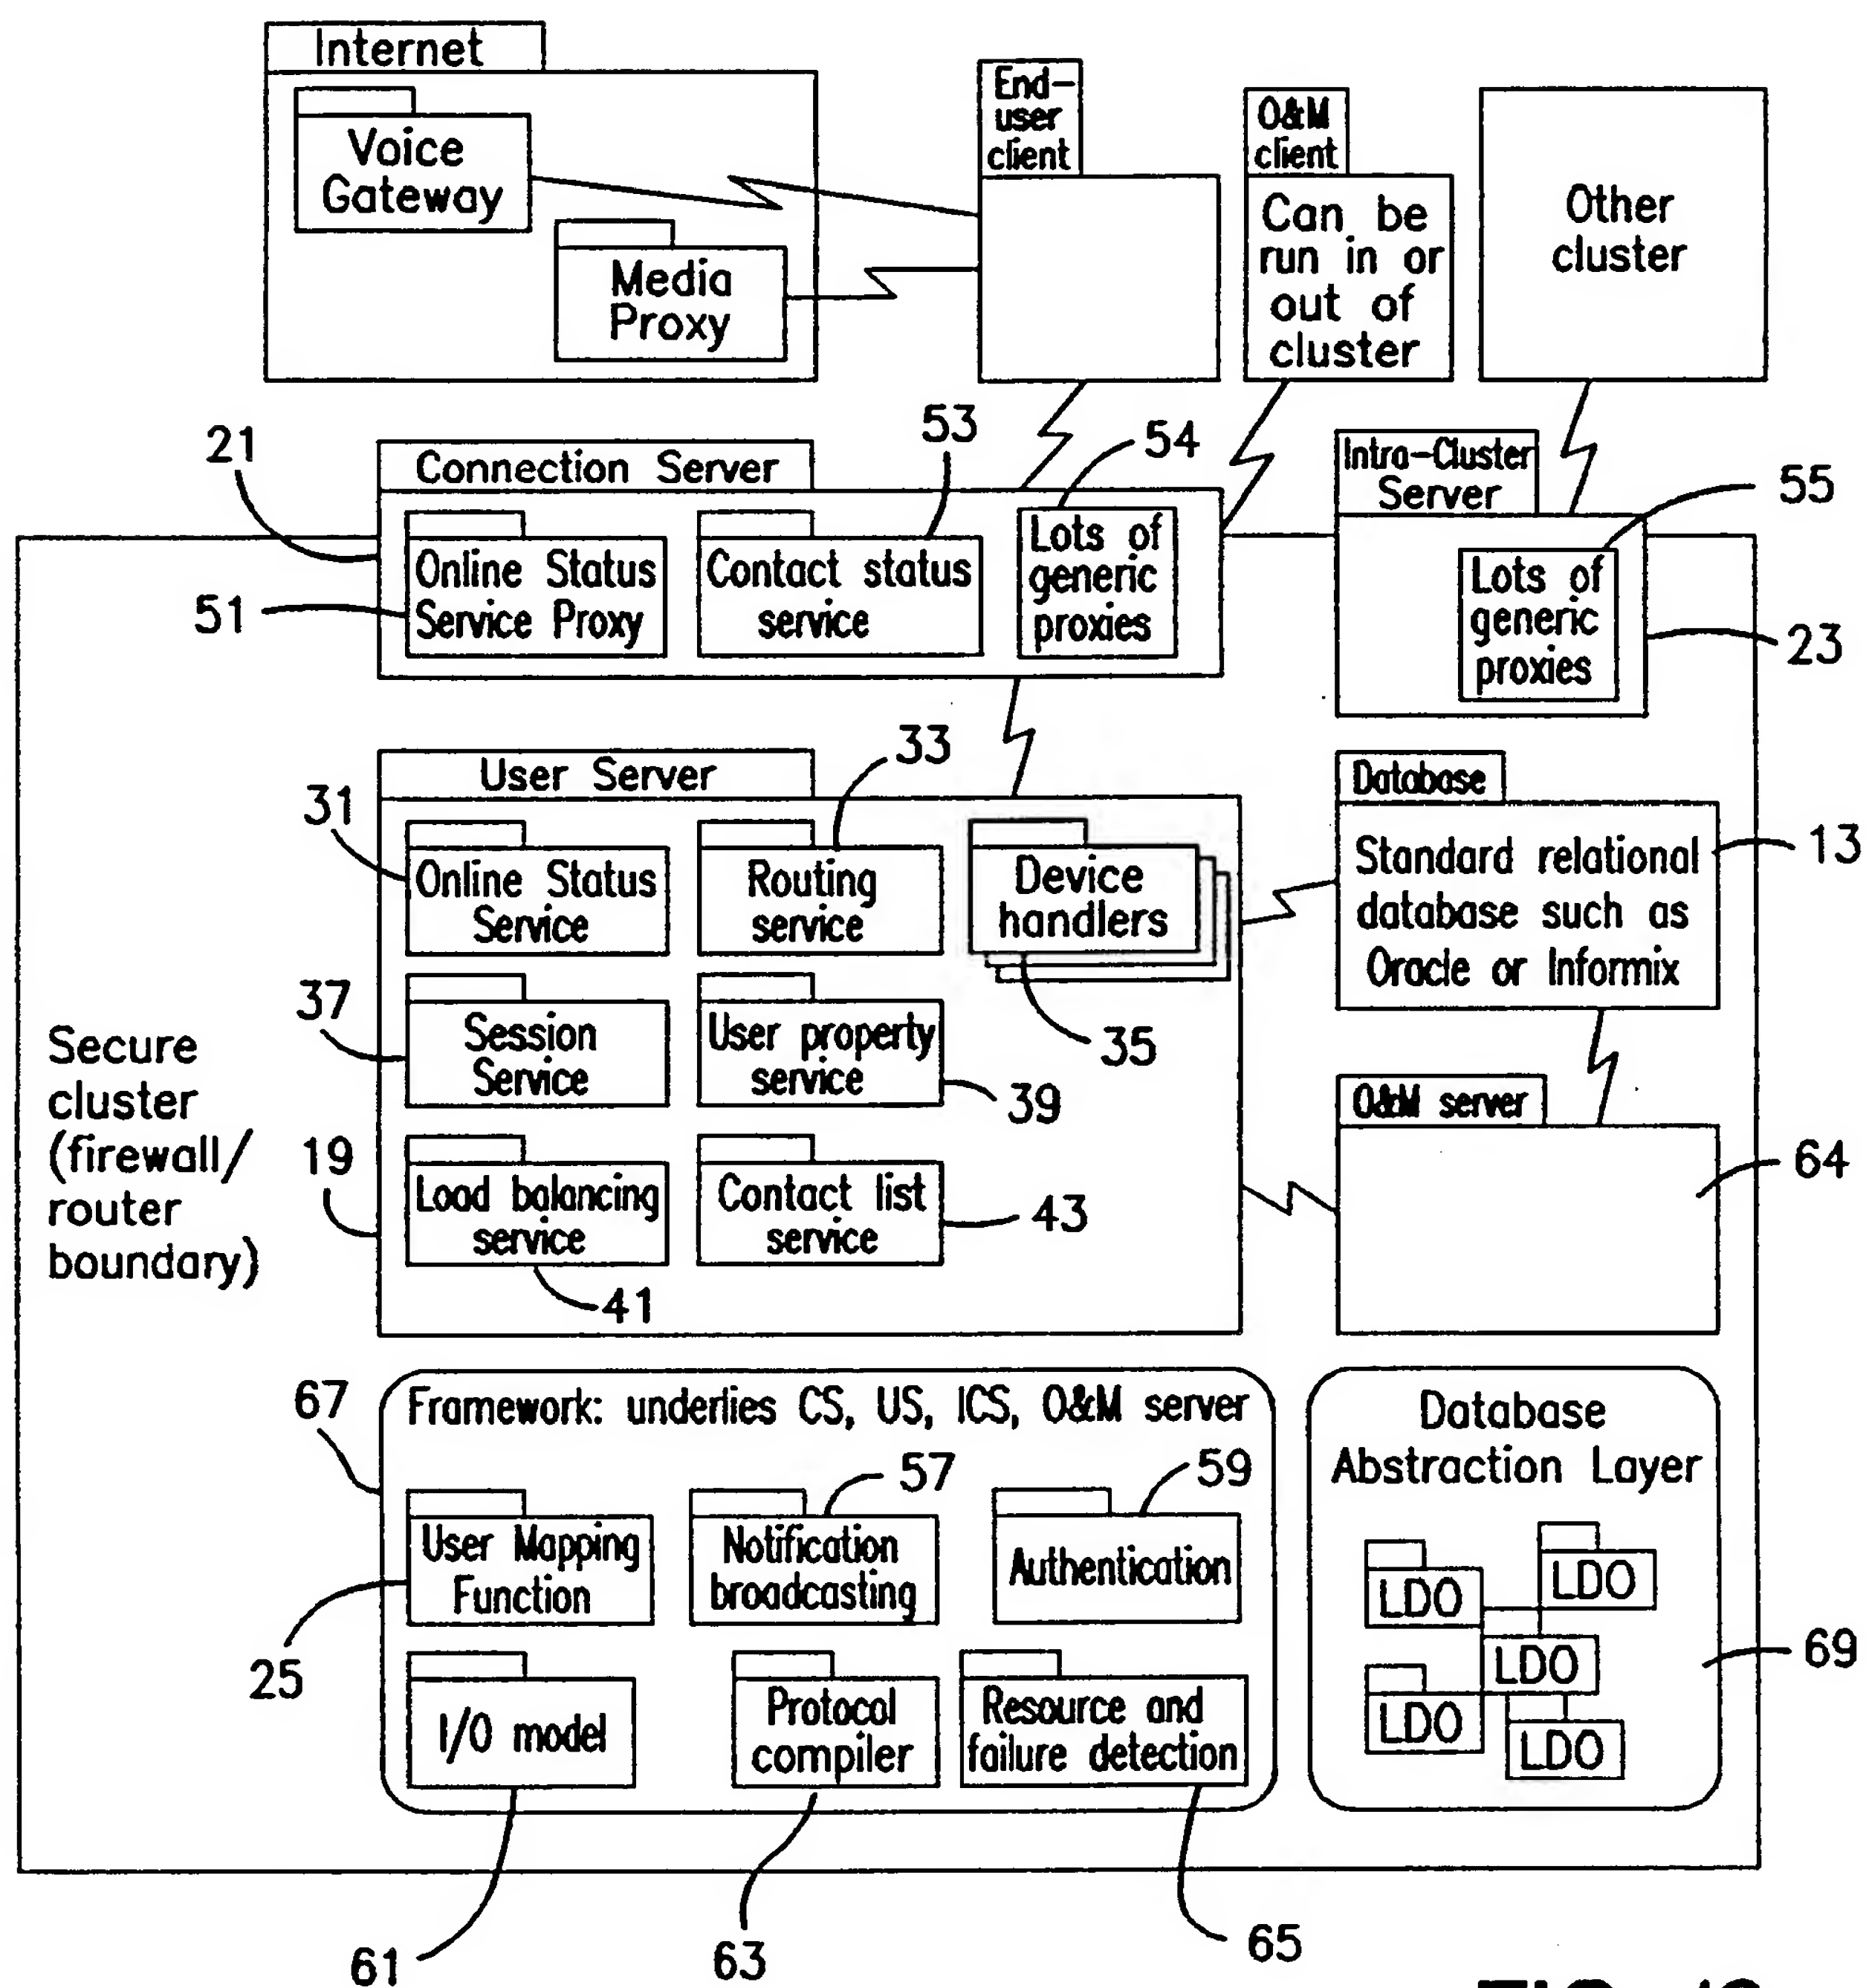 Internet
Voice
Gateway
Media
Proxy
End-
user
client
O&M
client
Can be
run in or
out of
cluster
Other
cluster
21
53
54
Connection Server
Online Status
Service Proxy
51
Contact status
service
Lots of
generic
proxies
Intra-Cluster
Server
55
Lots of
generic
proxies
23
User Server
31
33
Online Status
Service
Routing
service
Device
handlers
35
37
Session
Service
User property
service
39
19
Load balancing
service
41
Contact list
service
43
Database
Standard relational
database such as
Oracle or Informix
13
O&M server
64
Secure
cluster
(firewall/
router
boundary)
67
Framework: underlies CS, US, ICS, O&M server
57
59
User Mapping
Function
25
Notification
broadcasting
Authentication
I/O model
61
Protocal
compiler
63
Resource and
failure detection
65
Database
Abstraction Layer
LDO
LDO
LDO
LDO
LDO
69